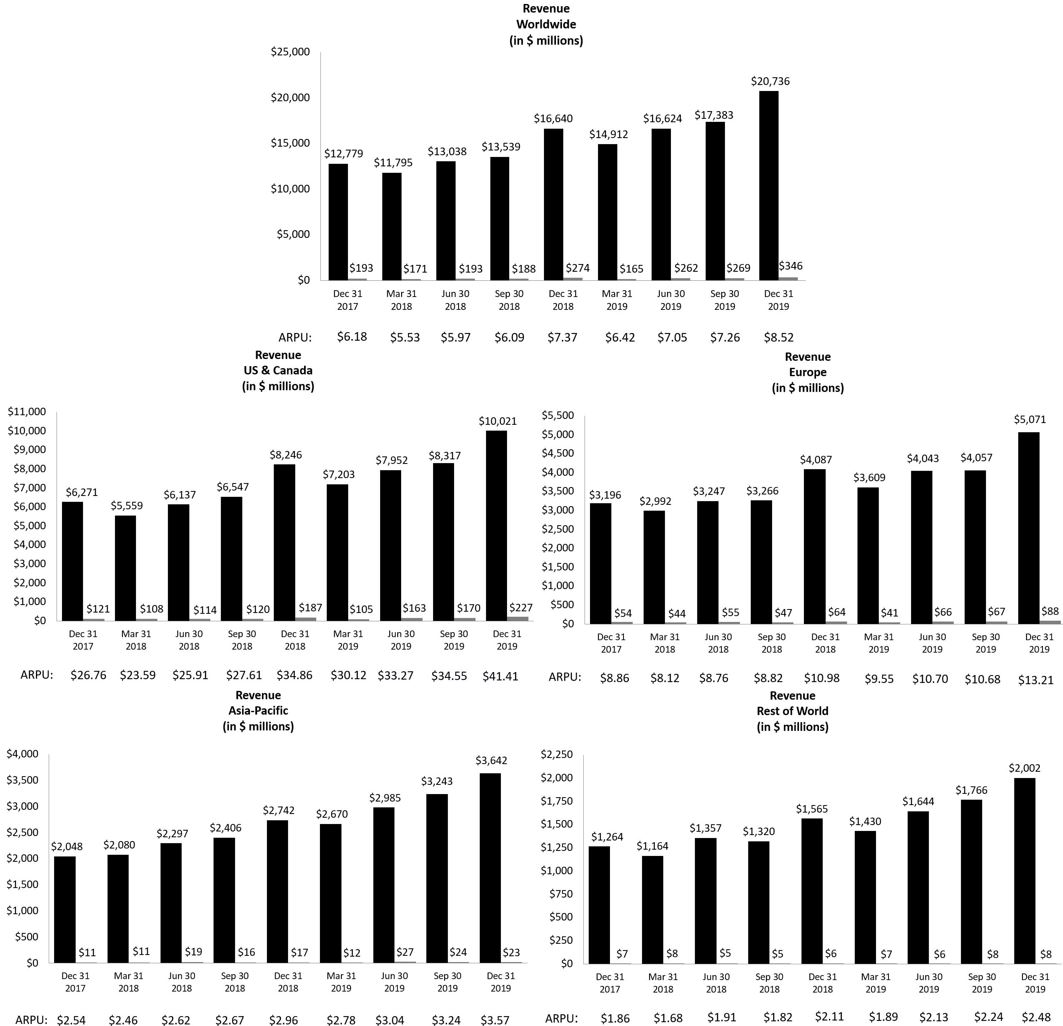 Revenue
Worldwide
(in $ millions)
$25,000
$20,000
$15,000
$10,000
$5,000
$0
$12,779 $11,795 $13,038 $13,539 $16,640 $14,912 $16,624 $17,383 $20,736
$193 $171 $193 $188 $274 $165 $262 $269 $346
Dec 31 Mar 31 Jun 30 Sep 30 Dec 31 Mar 31 Jun 30 Sep 30 Dec 31
2017 2018 2018 2018 2018 2019 2019 2019 2019
ARPU: $6.18 $5.53 $5.97 $6.09 $7.37 $6.42 $7.05 $7.26 $8.52
Revenue
US & Canada
(in $ millions)
$11,000
$10,000
$9,000
$8,000
$7,000
$6,000
$5,000
$4,000
$3,000
$2,000
$1,000
$0
$6,271 $5,559 $6,137 $6,547 $8,246 $7,203 $7,952 $8,317 $10,021
$121 $108 $114 $120 $187 $105 $163 $170 $227
Dec 31 Mar 31 Jun 30 Sep 30 Dec 31 Mar 31 Jun 30 Sep 30 Dec 31
2017 2018 2018 2018 2018 2019 2019 2019 2019
ARPU: $26.76 $23.59 $25.91 $27.61 $34.86 $30.12 $33.27 $34.55 $41.41
Revenue
Europe
(in $ millions)
$5,500
$5,000
$4,500
$4,000
$3,500
$3,000
$2,500
$2,000
$1,500
$1,000
$500
$0
$3,196 $2,992 $3,247 $3,266 $4,087 $3,609 $4,043 $4,057 $5,071
$54 $44 $55 $47 $64 $41 $66 $67 $88
Dec 31 Mar 31 Jun 30 Sep 30 Dec 31 Mar 31 Jun 30 Sep 30 Dec 31
2017 2018 2018 2018 2018 2019 2019 2019 2019
ARPU: $8.86 $8.12 $8.76 $8.82 $10.98 $9.55 $10.70 $10.68 $13.21
Revenue
Asia-Pacific
(in $ millions)
$4,000
$3,500
$3,000
$2,500
$2,000
$1,500
$1,000
$500
$0
$2,048 $2,080 $2,297 $2,406 $2,742 $2,670 $2,985 $3,243 $3,642
$11 $11 $19 $16 $17 $12 $27 $24 $23
Dec 31 Mar 31 Jun 30 Sep 30 Dec 31 Mar 31 Jun 30 Sep 30 Dec 31
2017 2018 2018 2018 2018 2019 2019 2019 2019
ARPU: $2.54 $2.46 $2.62 $2.67 $2.96 $2.78 $3.04 $3.24 $3.57
Revenue
Rest of World
(in $ millions)
$2,250
$2,000
$1,750
$1,500
$1,250
$1,000
$750
$500
$250
$0
$1,264 $1,164 $1,357 $1,320 $1,565 $1,430 $1,644 $1,766 $2,002
$7 $8 $5 $5 $6 $7 $6 $8 $8
Dec 31 Mar 31 Jun 30 Sep 30 Dec 31 Mar 31 Jun 30 Sep 30 Dec 31
2017 2018 2018 2018 2018 2019 2019 2019 2019
ARPU: $1.86 $1.68 $1.91 $1.82 $2.11 $1.89 $2.13 $2.24 $2.48